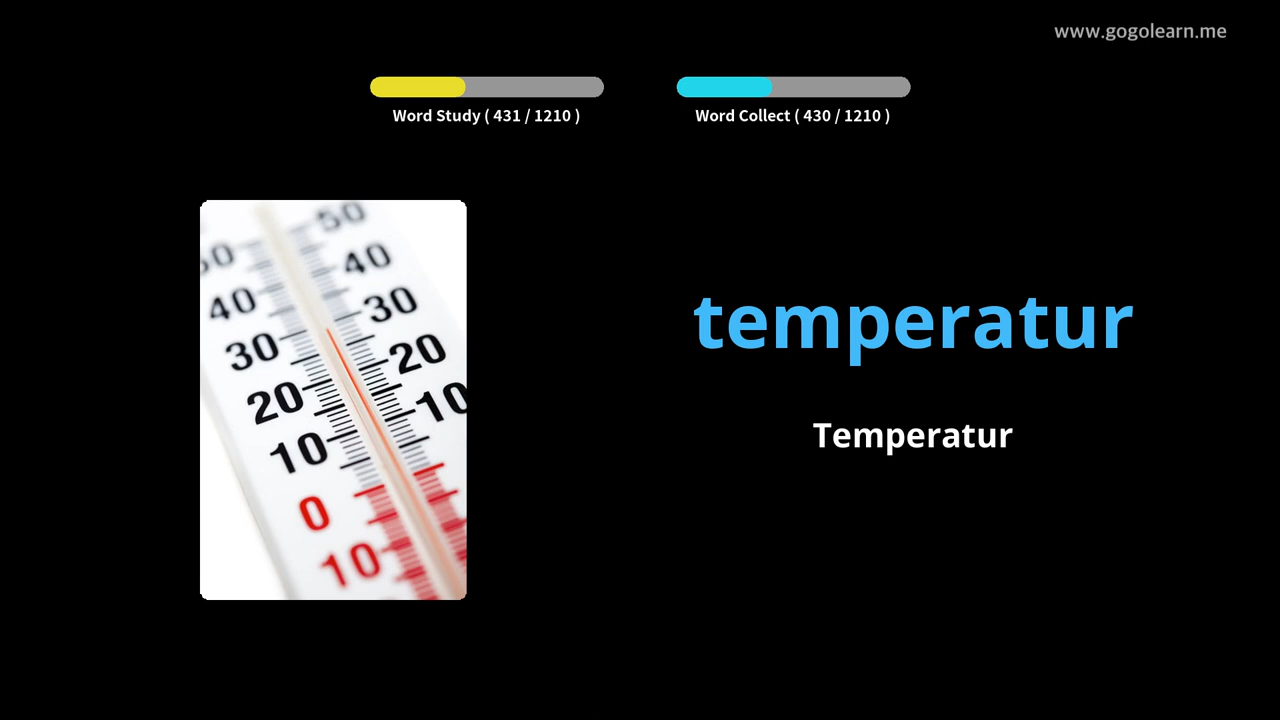 www.gogolearn.me
Word Study ( 431 / 1210 )
Word Collect ( 430 / 1210 )
50
50
40
40
30
30
20
20
10
10
0
10
temperatur
Temperatur